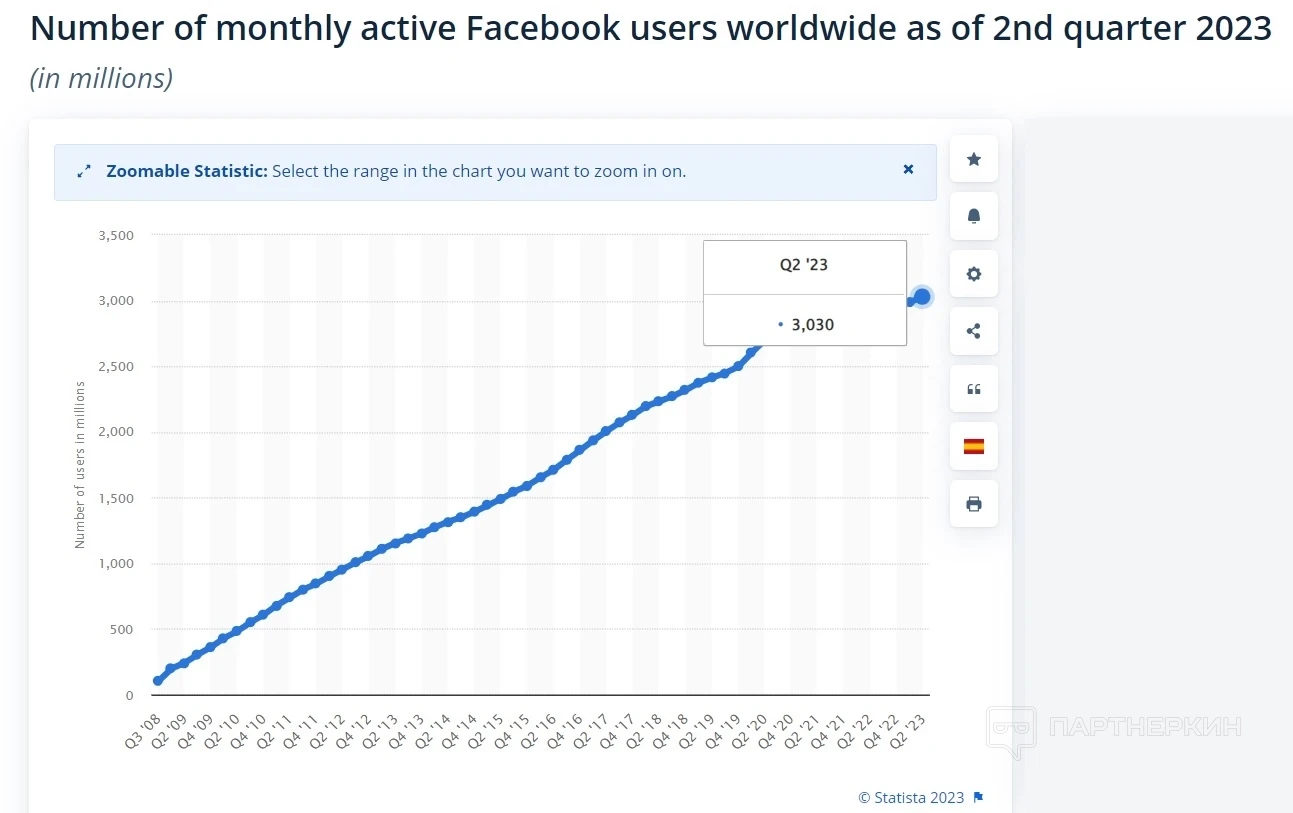 Number of monthly active Facebook users worldwide as of 2nd quarter 2023
(in millions)
Zoomable Statistic: Select the range in the chart you want to zoom in on.
3,500
3,000
2,500
2,000
1,500
1,000
500
0
Number of users in millions
Q2 '23
• 3,030
Q3 '08
Q2 '09
Q4 '09
Q2 '10
Q4 '10
Q2 '11
Q4 '11
Q2 '12
Q4 '12
Q2 '13
Q4 '13
Q2 '14
Q4 '14
Q2 '15
Q4 '15
Q2 '16
Q4 '16
Q2 '17
Q4 '17
Q2 '18
Q4 '18
Q2 '19
Q4 '19
Q2 '20
Q4 '20
Q2 '21
Q4 '21
Q2 '22
Q4 '22
Q2 '23
ПАРТНЕРКИН
© Statista 2023